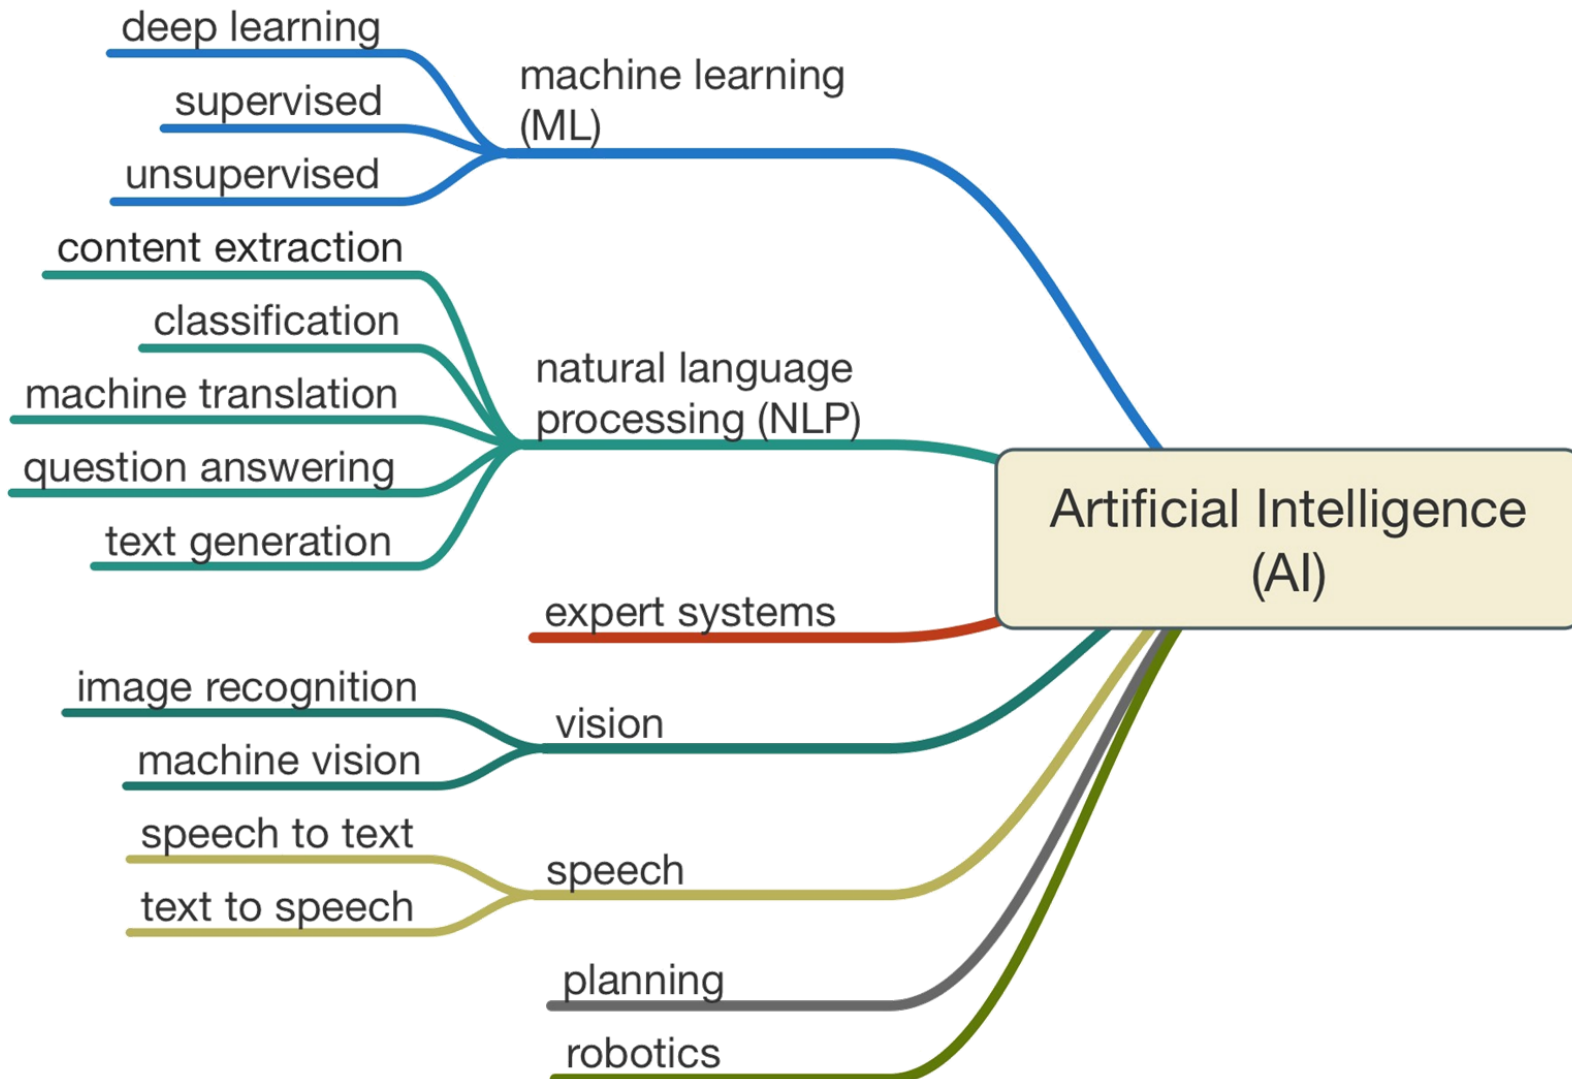 deep learning
supervised
unsupervised
machine learning
(ML)
content extraction
classification
machine translation
question answering
text generation
natural language
processing (NLP)
Artificial Intelligence
(AI)
expert systems
image recognition
machine vision
vision
speech to text
text to speech
speech
planning
robotics